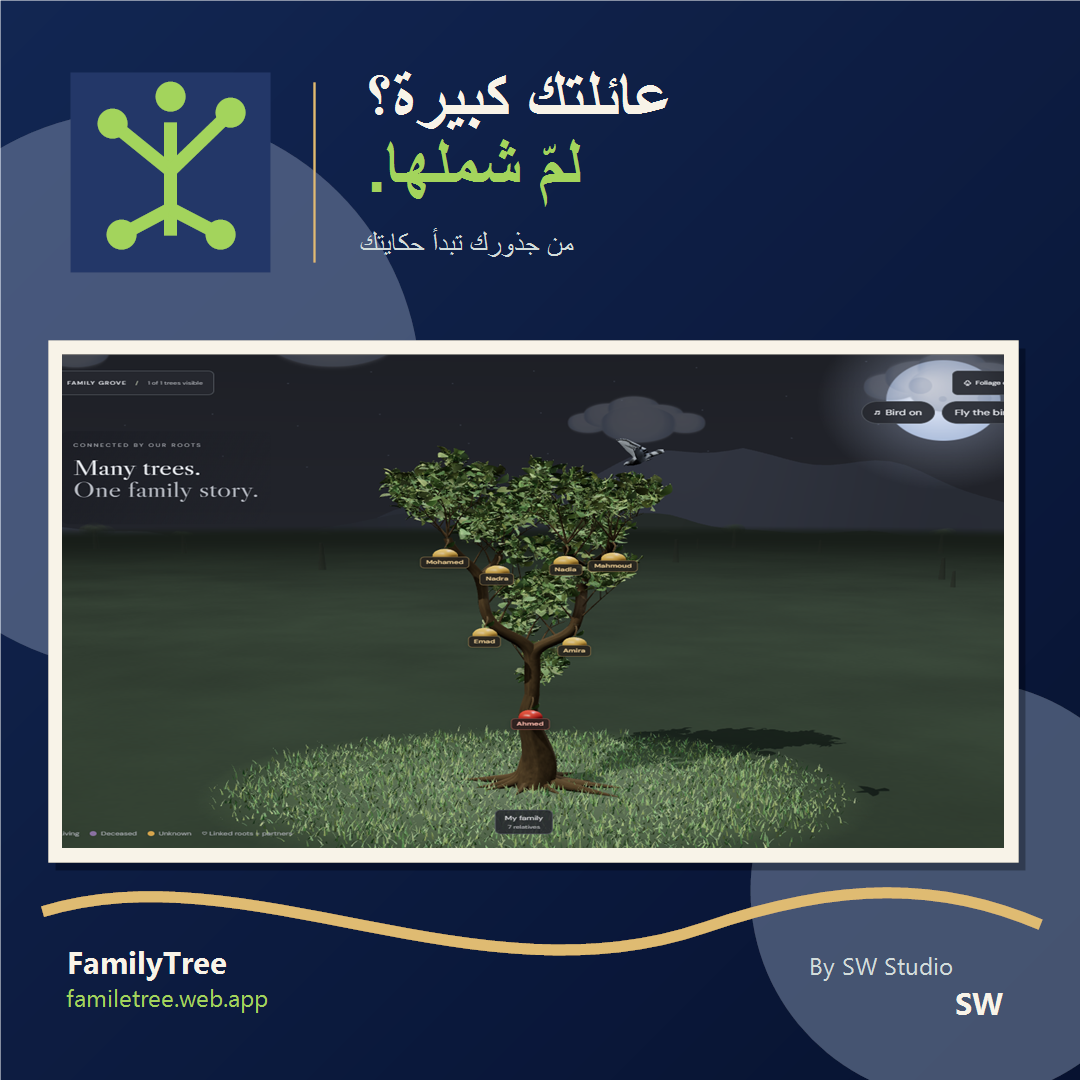 عائلتك كبيرة؟
لمّ شملها.
من جذورك تبدأ حكايتك
FAMILY GROVE / 1 of 1 trees visible
Foliage
Bird on
Fly the
CONNECTED BY OUR ROOTS
Many trees.
One family story.
Mohamed
Nadra
Nadia
Mahmoud
Emad
Amira
Ahmed
My family
7 relatives
Deceased
Unknown
Linked roots & partners
FamilyTree
familetree.web.app
By SW Studio
SW